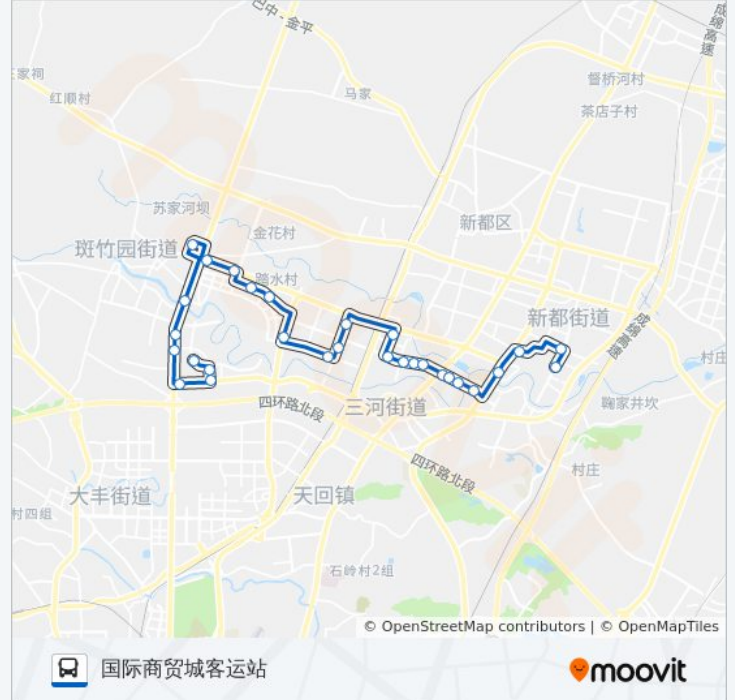 巴中·金平
成绵高速
三家祠
红顺村
马家
督桥河村
茶店子村
苏家河坝
金花村
新都区
斑竹园街道
踏水村
新都街道
成绵高速
村庄
四环路北段
三河街道
鞠家井坎
四环路北段
村庄
大丰街道
天回镇
村四组
石岭村2组
© OpenStreetMap contributors | © OpenMapTiles
国际商贸城客运站
moovit